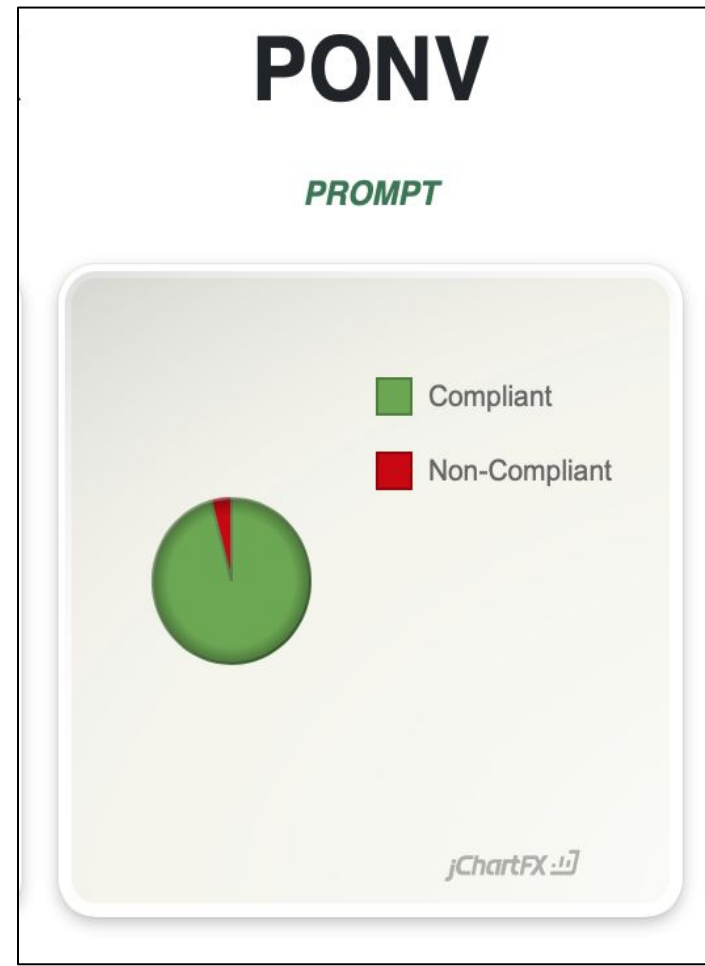 PONV
PROMPT
Compliant
Non-Compliant
jChartFX